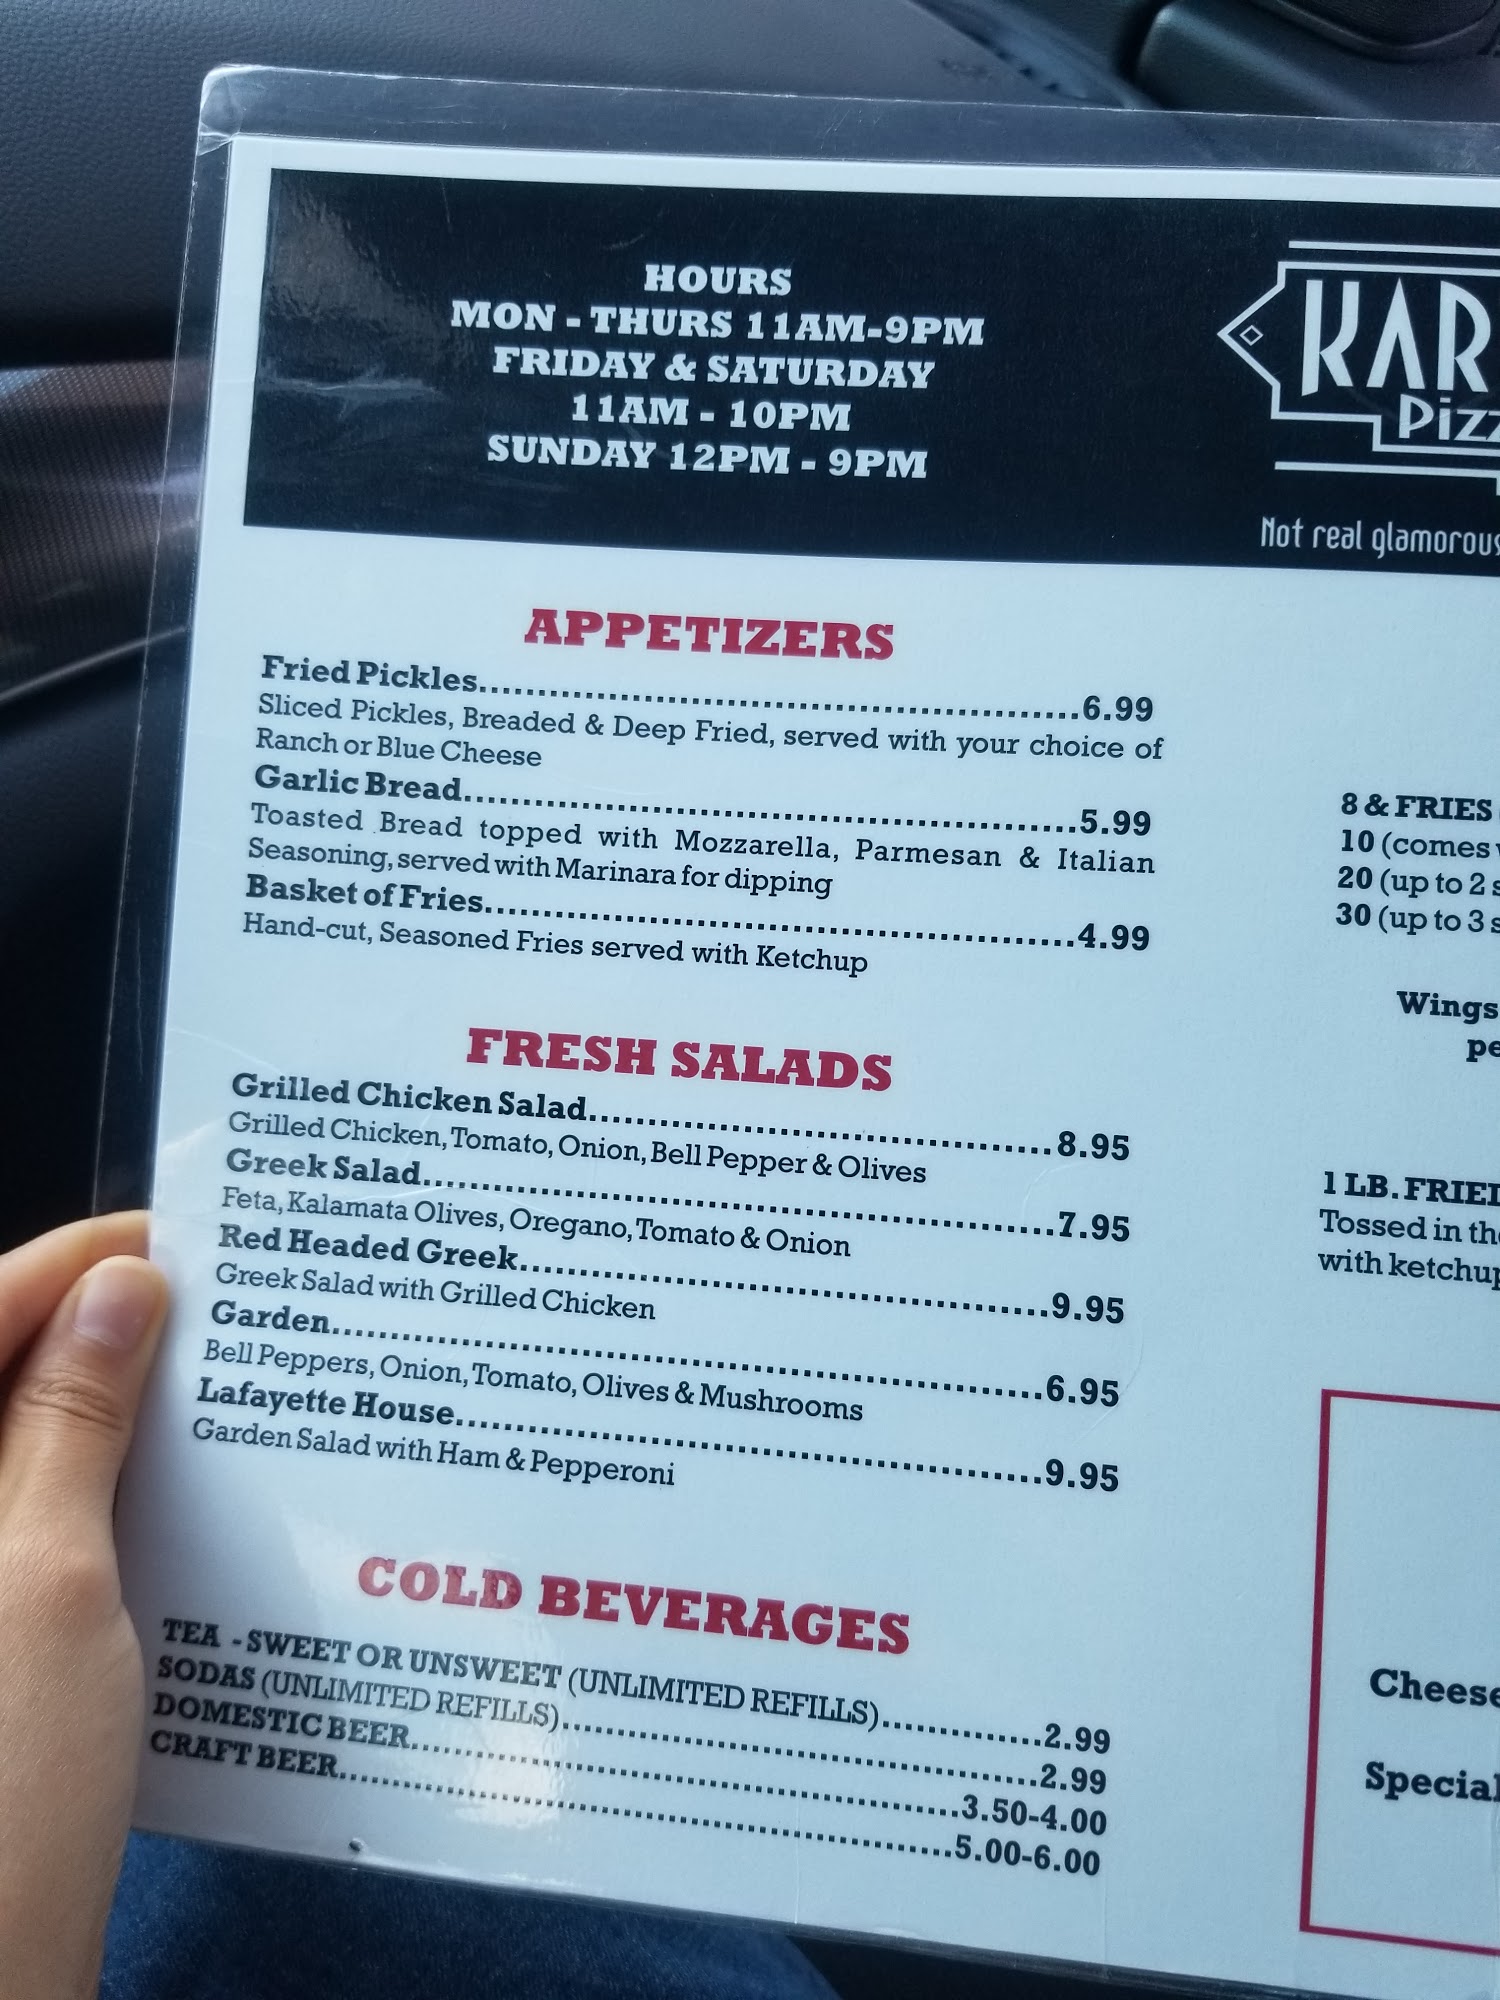 HOURS
MON - THURS 11AM-9PM
FRIDAY & SATURDAY
11AM - 10PM
SUNDAY 12PM - 9PM
KAR
Pizz
Not real glamorous
APPETIZERS
Fried Pickles 6.99
Sliced Pickles, Breaded & Deep Fried, served with your choice of
Ranch or Blue Cheese
Garlic Bread 5.99
Toasted Bread topped with Mozzarella, Parmesan & Italian
Seasoning, served with Marinara for dipping
Basket of Fries 4.99
Hand-cut, Seasoned Fries served with Ketchup
FRESH SALADS
Grilled Chicken Salad 8.95
Grilled Chicken, Tomato, Onion, Bell Pepper & Olives
Greek Salad 7.95
Feta, Kalamata Olives, Oregano, Tomato & Onion
Red Headed Greek 9.95
Greek Salad with Grilled Chicken
Garden 6.95
Bell Peppers, Onion, Tomato, Olives & Mushrooms
Lafayette House 9.95
Garden Salad with Ham & Pepperoni
COLD BEVERAGES
TEA - SWEET OR UNSWEET (UNLIMITED REFILLS) 2.99
SODAS (UNLIMITED REFILLS) 2.99
DOMESTIC BEER 3.50-4.00
CRAFT BEER 5.00-6.00
8 & FRIES
10 (comes
20 (up to 2 s
30 (up to 3 s
Wings
pe
1 LB. FRIE
Tossed in th
with ketchup
Cheese
Special